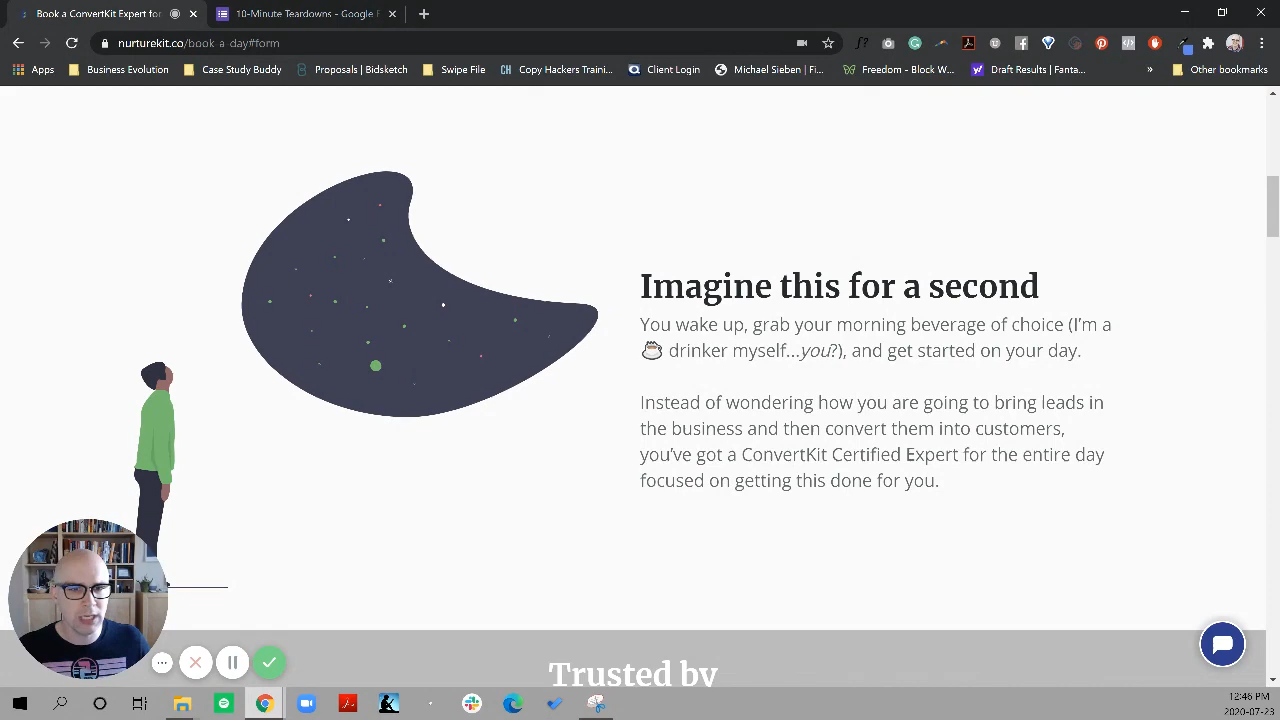 Book a ConvertKit Expert for
10-Minute Teardowns - Google F
nurturekit.co/book-a-day#form
Apps
Business Evolution
Case Study Buddy
Proposals | Bidsketch
Swipe File
CH
Copy Hackers Traini...
Client Login
Michael Sieben | Fi...
Freedom – Block W...
Draft Results | Fanta...
»
Other bookmarks
Imagine this for a second
You wake up, grab your morning beverage of choice (I'm a
☕ drinker myself...you?), and get started on your day.
Instead of wondering how you are going to bring leads in
the business and then convert them into customers,
you've got a ConvertKit Certified Expert for the entire day
focused on getting this done for you.
Trusted by
12:46 PM
2020-07-23